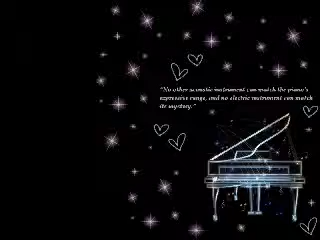 "No other acoustic instrument can match the piano's
expressive range, and no electric instrument can match
its mystery."